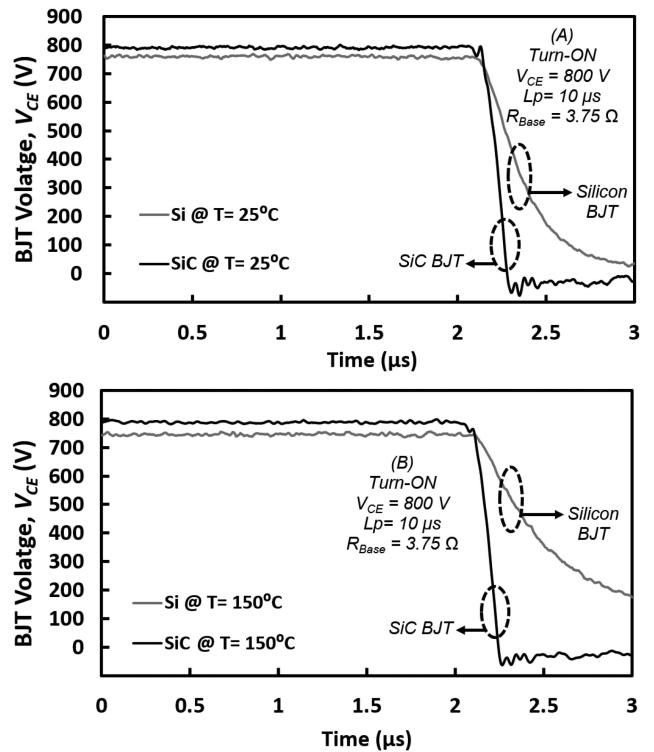 900
800
700
600
500
400
300
200
100
0
BJT Volatge, VCE (V)
(A)
Turn-ON
VCE = 800 V
Lp= 10 µs
RBase = 3.75 Ω
Silicon
BJT
Si @ T= 25⁰C
SiC @ T= 25⁰C
SiC BJT
0 0.5 1 1.5 2 2.5 3
Time (µs)
900
800
700
600
500
400
300
200
100
0
BJT Volatge, VCE (V)
(B)
Turn-ON
VCE = 800 V
Lp= 10 µs
RBase = 3.75 Ω
Silicon
BJT
Si @ T= 150⁰C
SiC @ T= 150⁰C
SiC BJT
0 0.5 1 1.5 2 2.5 3
Time (µs)